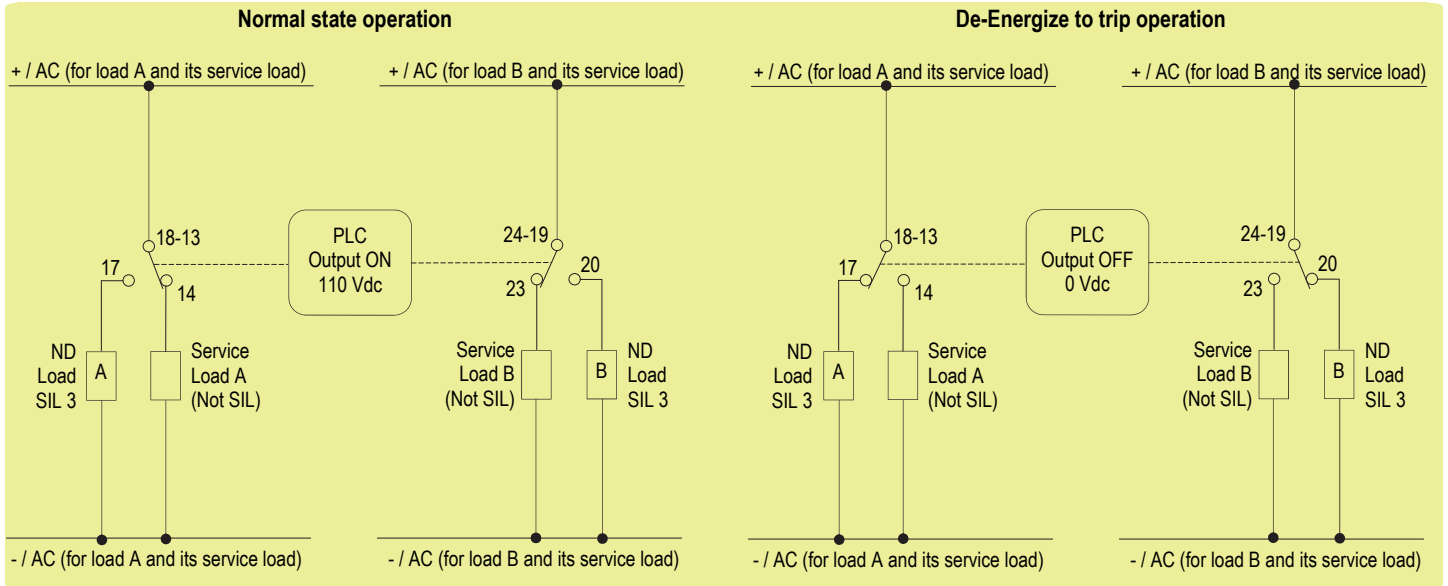 Normal state operation
+ / AC (for load A and its service load)
+ / AC (for load B and its service load)
18-13
PLC
Output ON
110 Vdc
24-19
17
14
23
20
ND
Load
SIL 3
A
Service
Load A
(Not SIL)
Service
Load B
(Not SIL)
B
ND
Load
SIL 3
- / AC (for load A and its service load)
- / AC (for load B and its service load)
De-Energize to trip operation
+ / AC (for load A and its service load)
+ / AC (for load B and its service load)
18-13
PLC
Output OFF
0 Vdc
24-19
17
14
23
20
ND
Load
SIL 3
A
Service
Load A
(Not SIL)
Service
Load B
(Not SIL)
B
ND
Load
SIL 3
- / AC (for load A and its service load)
- / AC (for load B and its service load)